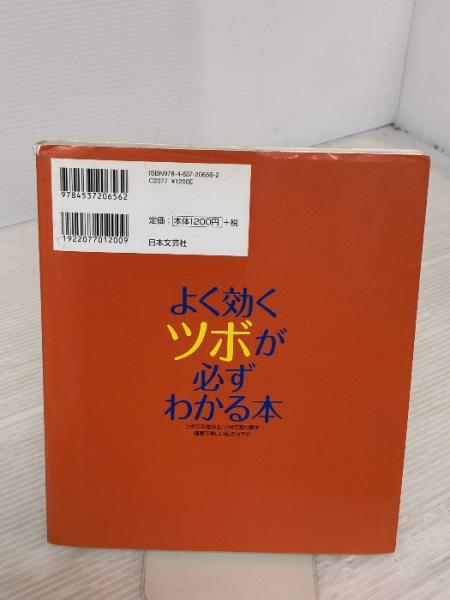 ISBN978-4-537-20656-2
C2077 ¥1200E
9784537206562
定価：本体1200円+税
1922077012009
日本文芸社
よく効く
ツボが
必ず
わかる本